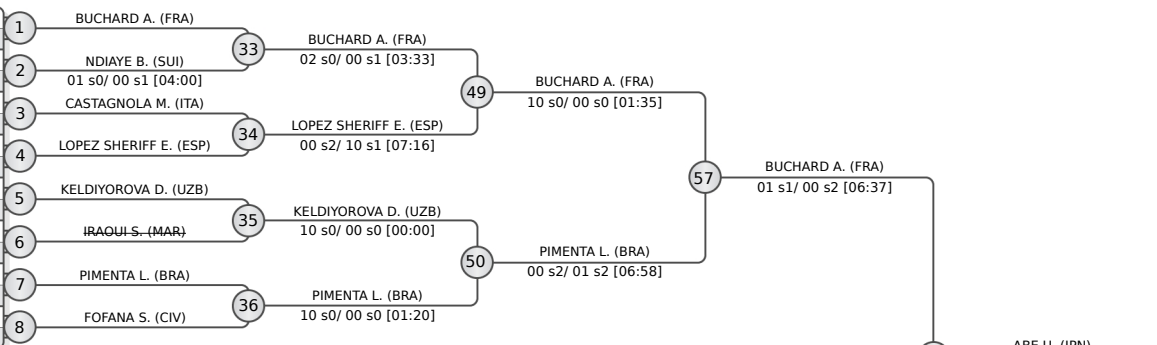 1
BUCHARD A. (FRA)
2
NDIAYE B. (SUI)
01 s0/ 00 s1 [04:00]
3
CASTAGNOLA M. (ITA)
4
LOPEZ SHERIFF E. (ESP)
5
KELDIYOROVA D. (UZB)
6
IRAOUI S. (MAR)
7
PIMENTA L. (BRA)
8
FOFANA S. (CIV)
33
BUCHARD A. (FRA)
02 s0/ 00 s1 [03:33]
34
LOPEZ SHERIFF E. (ESP)
00 s2/ 10 s1 [07:16]
35
KELDIYOROVA D. (UZB)
10 s0/ 00 s0 [00:00]
36
PIMENTA L. (BRA)
10 s0/ 00 s0 [01:20]
49
BUCHARD A. (FRA)
10 s0/ 00 s0 [01:35]
50
PIMENTA L. (BRA)
00 s2/ 01 s2 [06:58]
57
BUCHARD A. (FRA)
01 s1/ 00 s2 [06:37]
ABE U. (JPN)